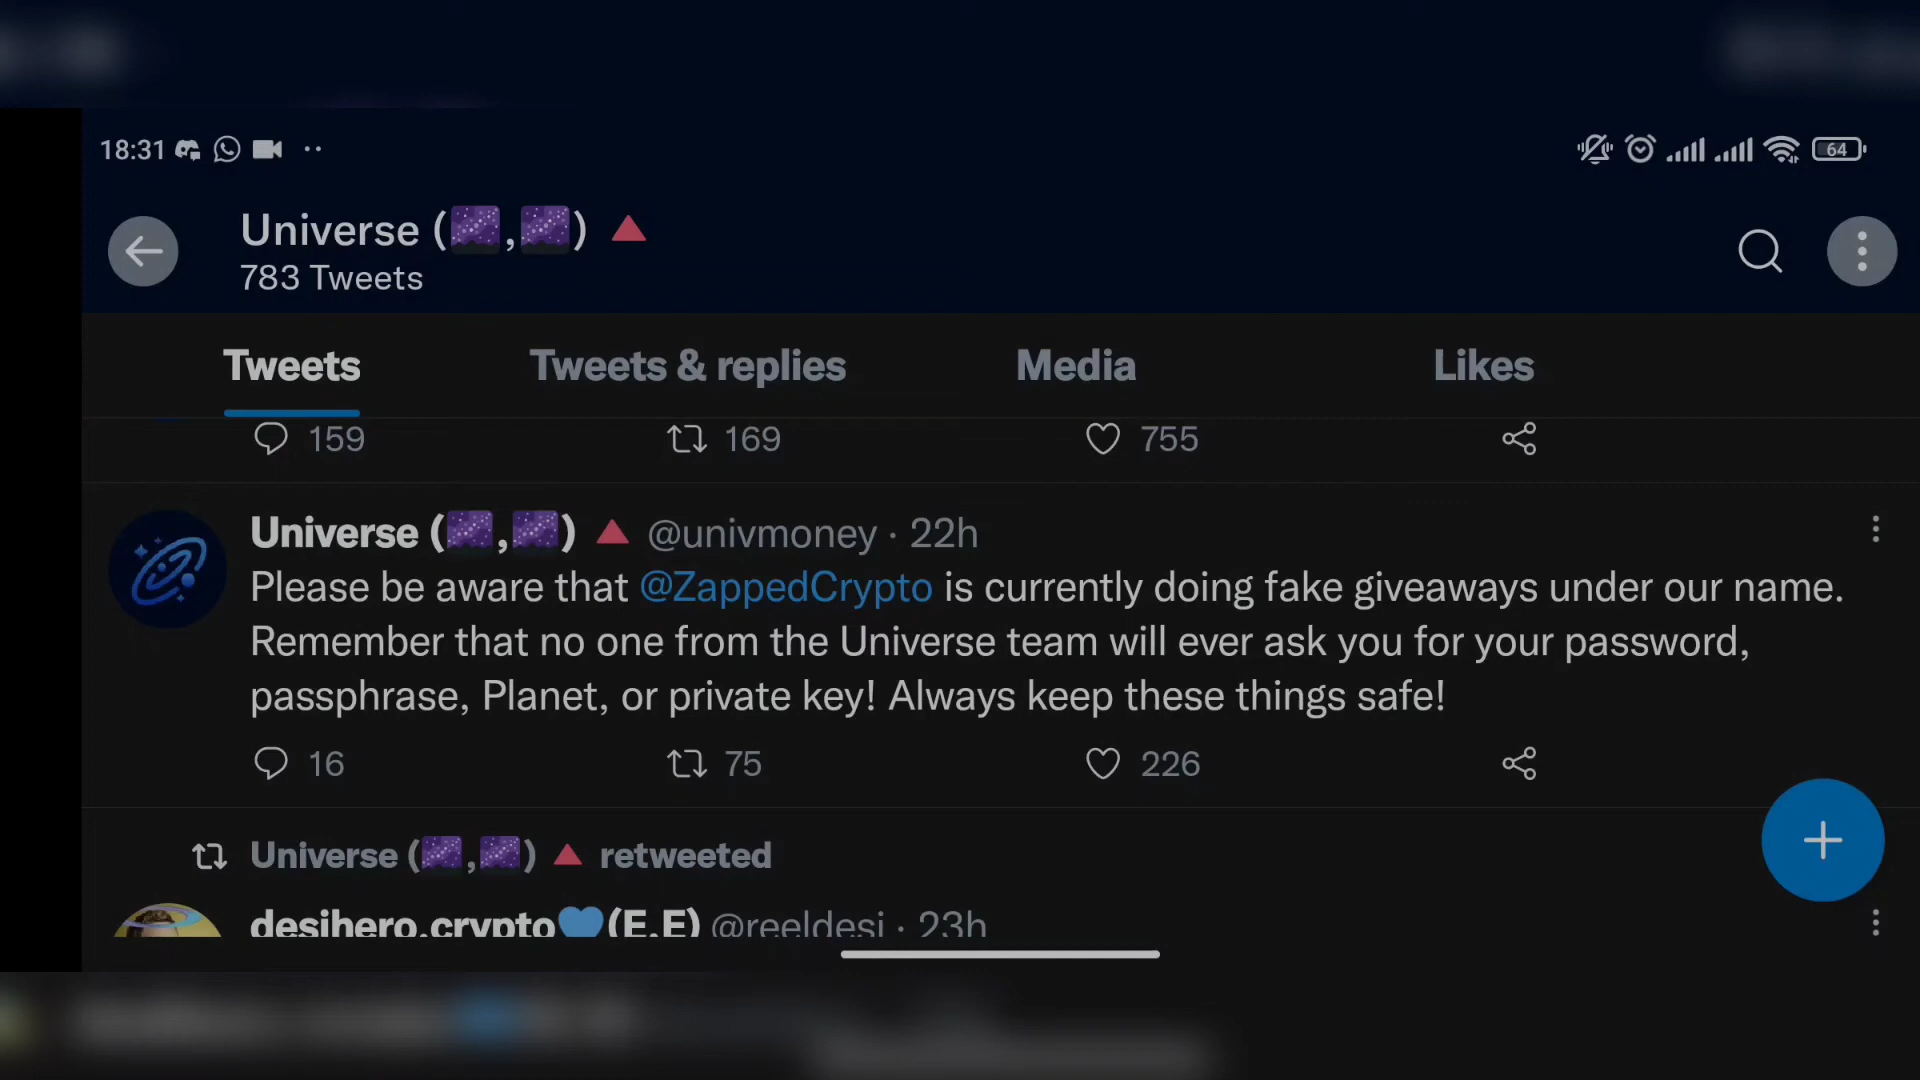 18:31
64
Universe (🌌,🌌) 🔺
783 Tweets
Tweets Tweets & replies Media Likes
159 169 755
Universe (🌌,🌌) 🔺 @univmoney · 22h
Please be aware that @ZappedCrypto is currently doing fake giveaways under our name.
Remember that no one from the Universe team will ever ask you for your password,
passphrase, Planet, or private key! Always keep these things safe!
16 75 226
Universe (🌌,🌌) 🔺 retweeted
desihero.crypto💙(E,E) @reeldesi · 23h